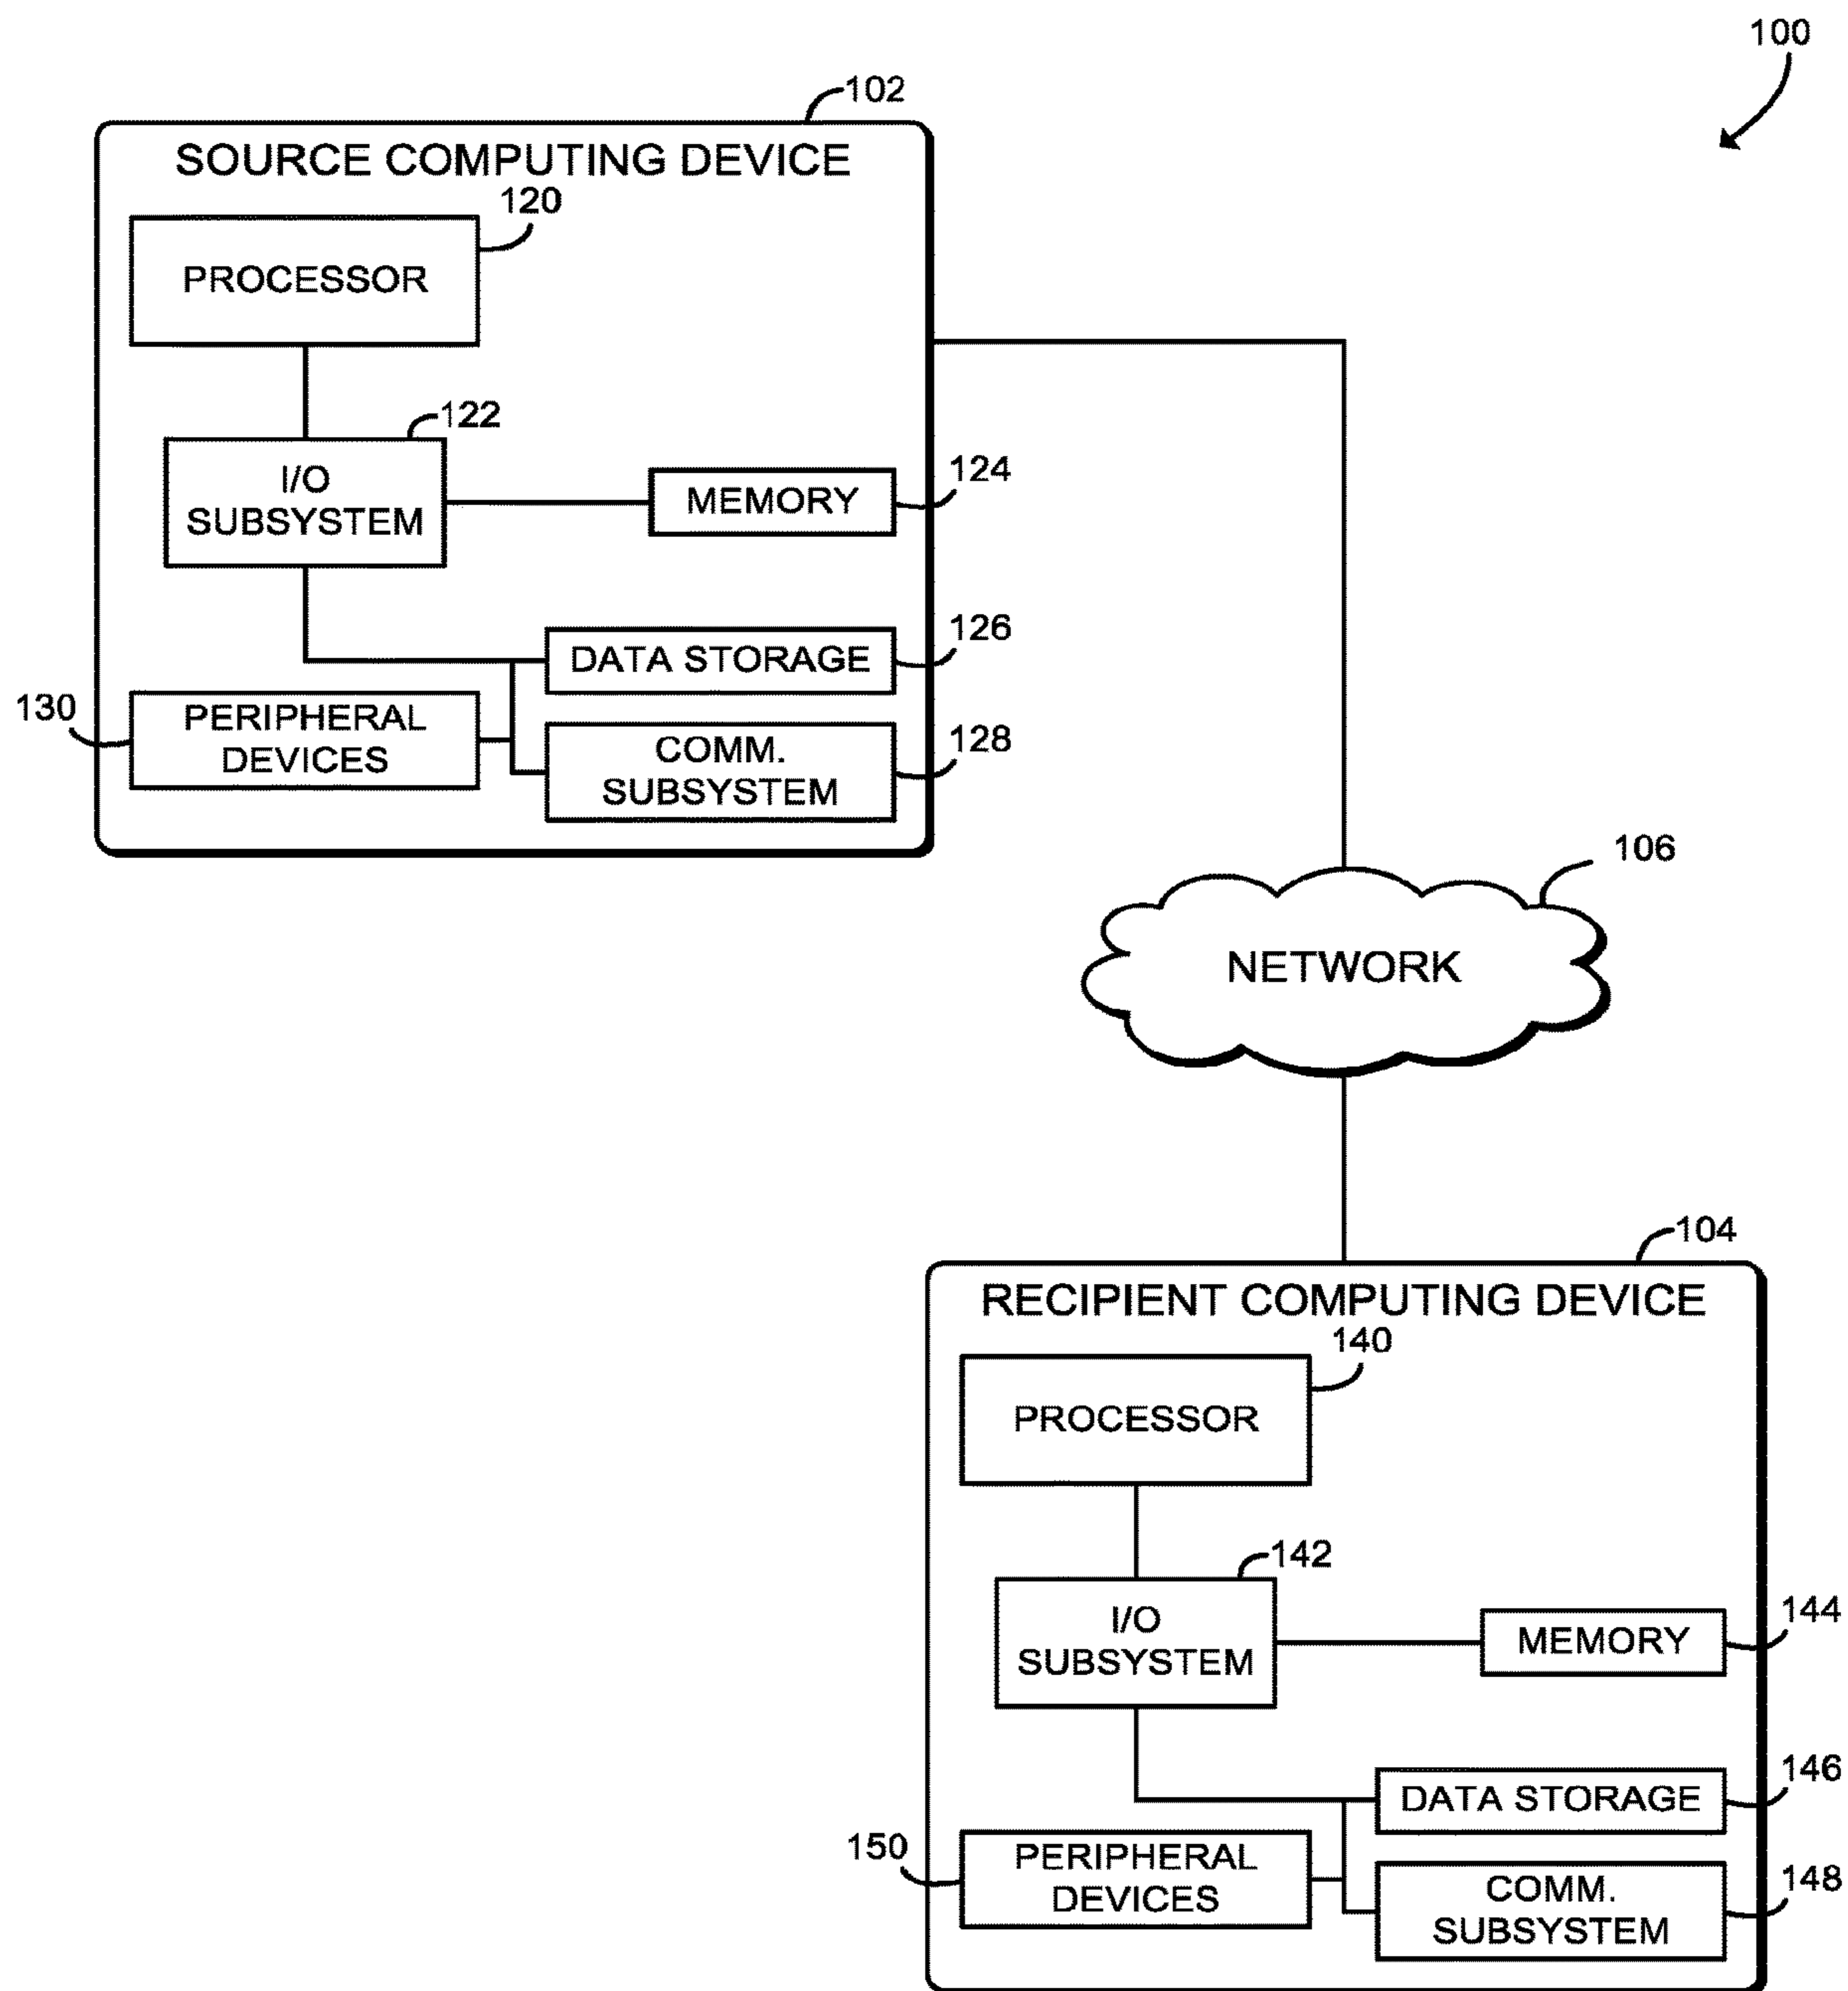 100
102
SOURCE COMPUTING DEVICE
120
PROCESSOR
122
I/O
SUBSYSTEM
124
MEMORY
126
DATA STORAGE
130
PERIPHERAL
DEVICES
128
COMM.
SUBSYSTEM
106
NETWORK
104
RECIPIENT COMPUTING DEVICE
140
PROCESSOR
142
I/O
SUBSYSTEM
144
MEMORY
146
DATA STORAGE
150
PERIPHERAL
DEVICES
148
COMM.
SUBSYSTEM